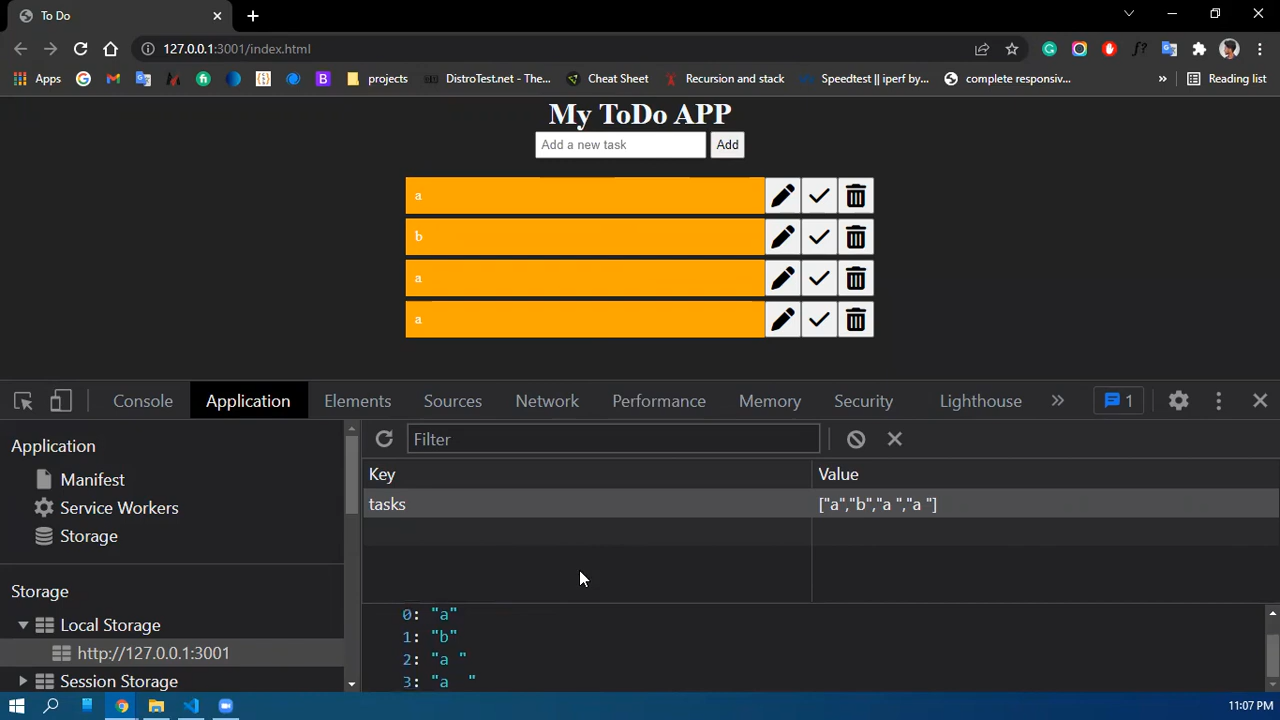 To Do
127.0.0.1:3001/index.html
Apps
projects
DistroTest.net - The...
Cheat Sheet
Recursion and stack
Speedtest || iperf by...
complete responsiv...
»
Reading list
My ToDo APP
Add a new task
Add
a
b
a
a
Console
Application
Elements
Sources
Network
Performance
Memory
Security
Lighthouse
»
1
Application
Filter
Manifest
Key
Value
Service Workers
tasks
["a","b","a ","a "]
Storage
Storage
Local Storage
0: "a"
1: "b"
http://127.0.0.1:3001
2: "a "
Session Storage
3: "a  "
11:07 PM